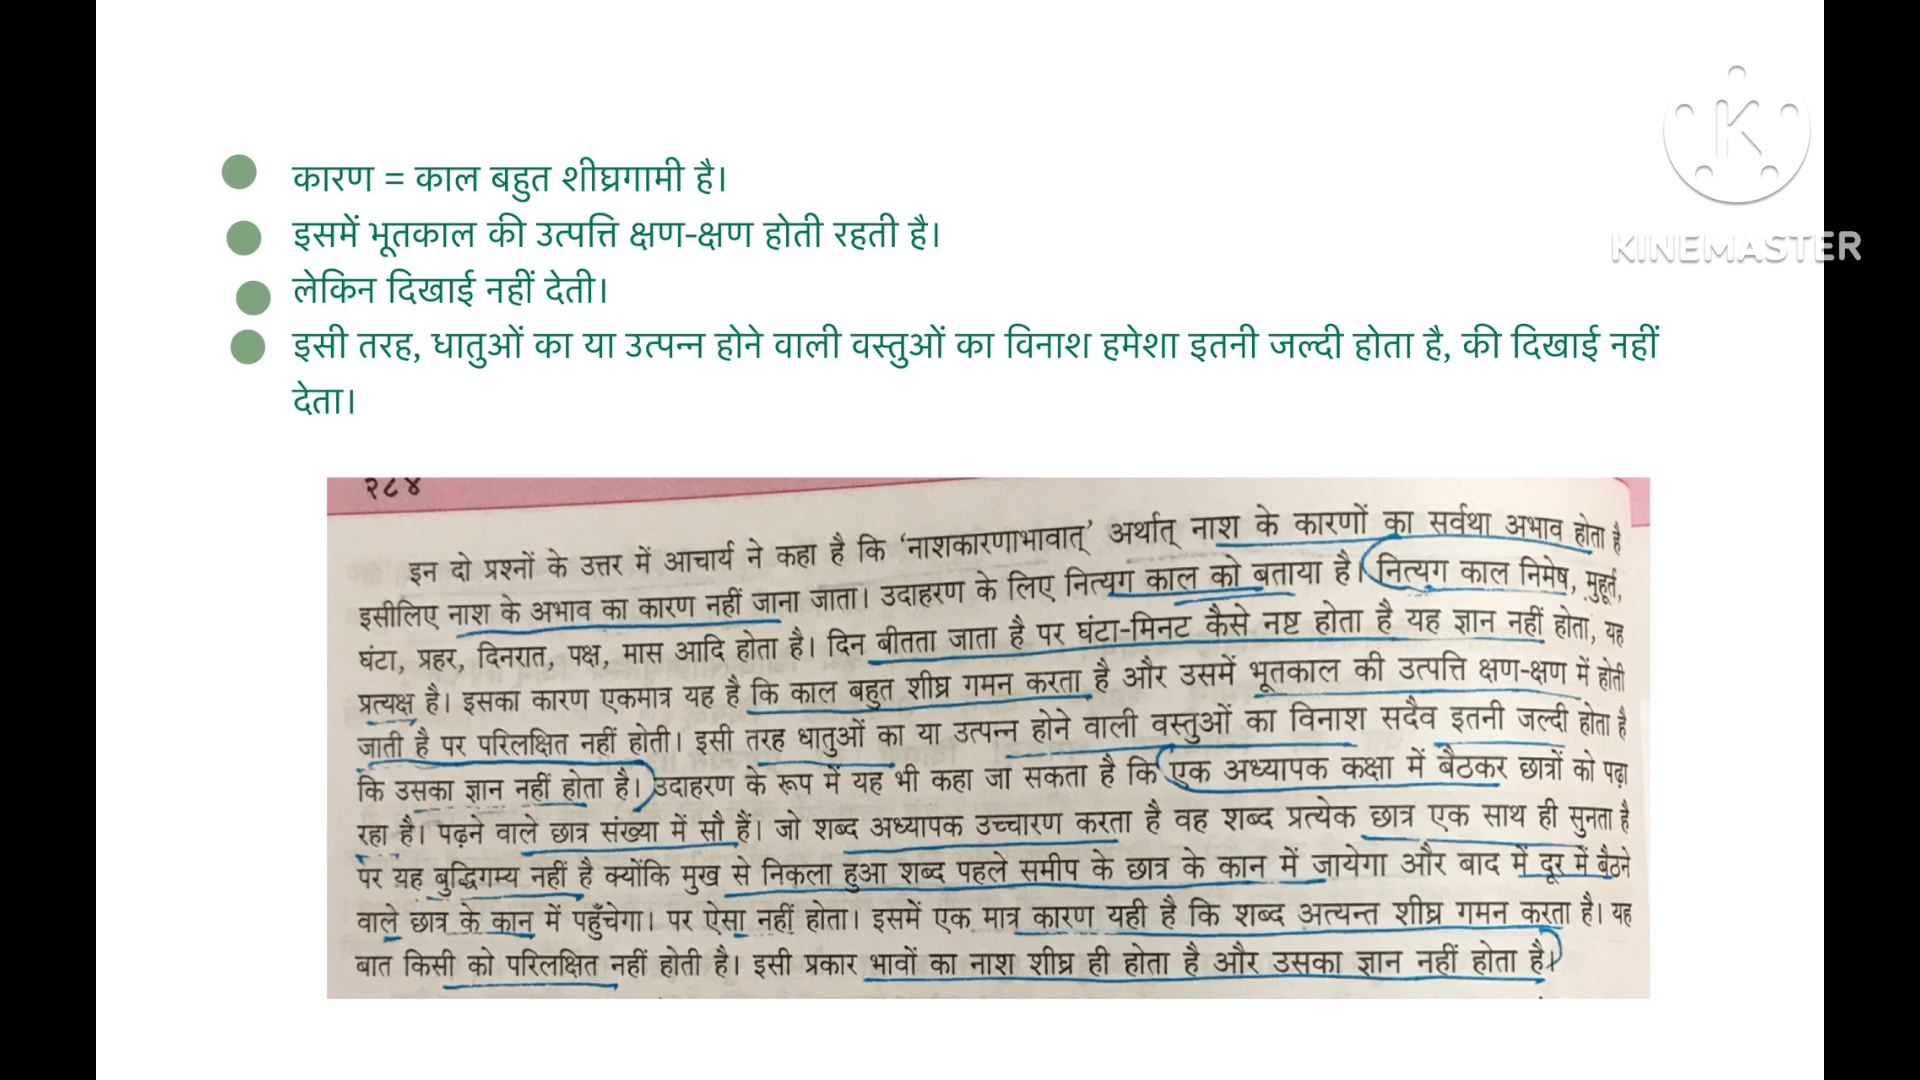 कारण = काल बहुत शीघ्रगामी है।
इसमें भूतकाल की उत्पत्ति क्षण-क्षण होती रहती है।
लेकिन दिखाई नहीं देती।
इसी तरह, धातुओं का या उत्पन्न होने वाली वस्तुओं का विनाश हमेशा इतनी जल्दी होता है, की दिखाई नहीं
देता।
KINEMASTER
२८४
इन दो प्रश्नों के उत्तर में आचार्य ने कहा है कि ‘नाशकारणाभावात्’ अर्थात् नाश के कारणों का सर्वथा अभाव होता है
इसीलिए नाश के अभाव का कारण नहीं जाना जाता। उदाहरण के लिए नित्यग काल को बताया है। नित्यग काल निमेष, मुहूर्त,
घंटा, प्रहर, दिनरात, पक्ष, मास आदि होता है। दिन बीतता जाता है पर घंटा-मिनट कैसे नष्ट होता है यह ज्ञान नहीं होता, यह
प्रत्यक्ष है। इसका कारण एकमात्र यह है कि काल बहुत शीघ्र गमन करता है और उसमें भूतकाल की उत्पत्ति क्षण-क्षण में होती
जाती है पर परिलक्षित नहीं होती। इसी तरह धातुओं का या उत्पन्न होने वाली वस्तुओं का विनाश सदैव इतनी जल्दी होता है
कि उसका ज्ञान नहीं होता है। उदाहरण के रूप में यह भी कहा जा सकता है कि एक अध्यापक कक्षा में बैठकर छात्रों को पढ़ा
रहा है। पढ़ने वाले छात्र संख्या में सौ हैं। जो शब्द अध्यापक उच्चारण करता है वह शब्द प्रत्येक छात्र एक साथ ही सुनता है
पर यह बुद्धिगम्य नहीं है क्योंकि मुख से निकला हुआ शब्द पहले समीप के छात्र के कान में जायेगा और बाद में दूर में बैठने
वाले छात्र के कान में पहुँचेगा। पर ऐसा नहीं होता। इसमें एक मात्र कारण यही है कि शब्द अत्यन्त शीघ्र गमन करता है। यह
बात किसी को परिलक्षित नहीं होती है। इसी प्रकार भावों का नाश शीघ्र ही होता है और उसका ज्ञान नहीं होता है।